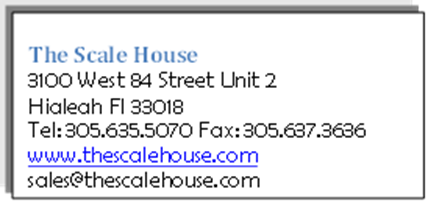 The Scale House
3100 West 84 Street Unit 2
Hialeah Fl 33018
Tel: 305.635.5070 Fax: 305.637.3636
www.thescalehouse.com
sales@thescalehouse.com